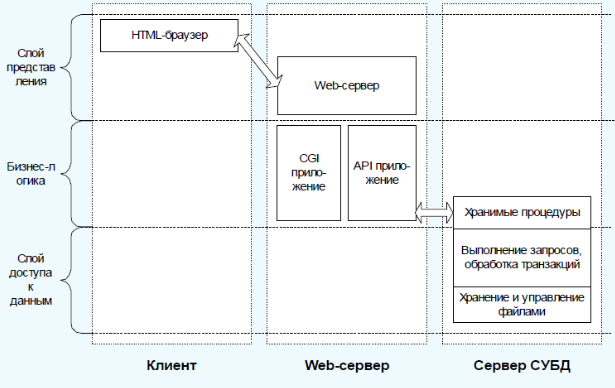 HTML-браузер
Слой
представ
ления
Web-сервер
Бизнес-л
огика
CGI
прило-
жение
API прило-
жение
Хранимые процедуры
Слой
доступа
к
данным
Выполнение запросов,
обработка транзакций
Хранение и управление
файлами
Клиент
Web-сервер
Сервер СУБД